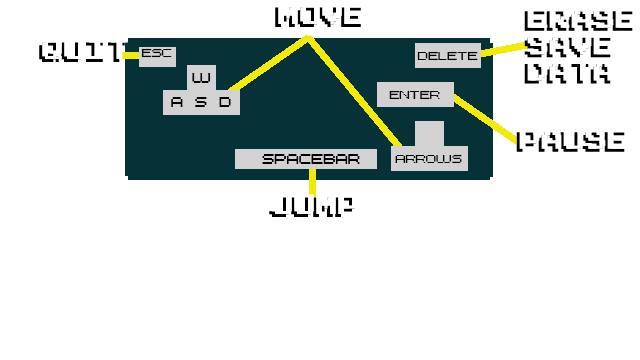 MOVE
QUIT
ESC
W
A S D
DELETE
ERASE
SAVE
DATA
ENTER
PAUSE
SPACEBAR
ARROWS
JUMP